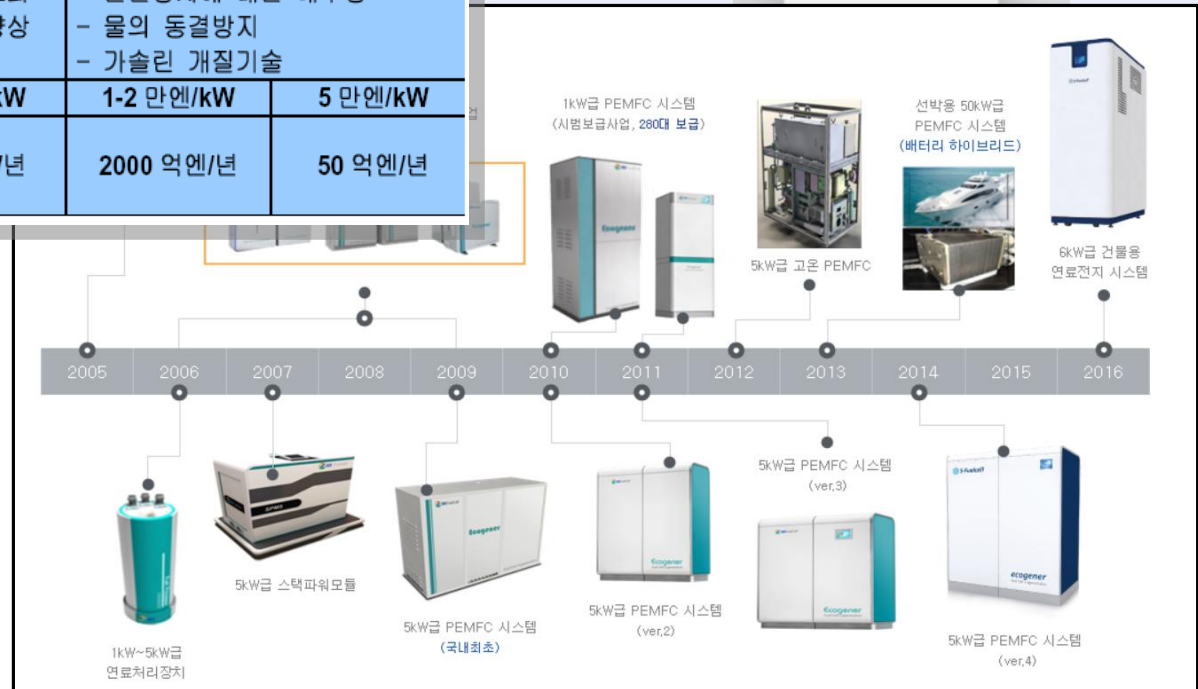 향상
- 물의 동결방지
- 가솔린 개질기술
kW
1-2 만엔/kW
5 만엔/kW
/년
2000 억엔/년
50 억엔/년
업
1kW급 PEMFC 시스템
(시범보급사업, 280대 보급)
Ecogener
5kW급 고온 PEMFC
선박용 50kW급
PEMFC 시스템
(배터리 하이브리드)
6kW급 건물용
연료전지 시스템
2005
2006
2007
2008
2009
2010
2011
2012
2013
2014
2015
2016
1kW~5kW급
연료처리장치
5kW급 스택파워모듈
Ecogener
5kW급 PEMFC 시스템
(국내최초)
Ecogener
5kW급 PEMFC 시스템
(ver,2)
5kW급 PEMFC 시스템
(ver,3)
Ecogener
S-FuelCell
ecogener
5kW급 PEMFC 시스템
(ver,4)